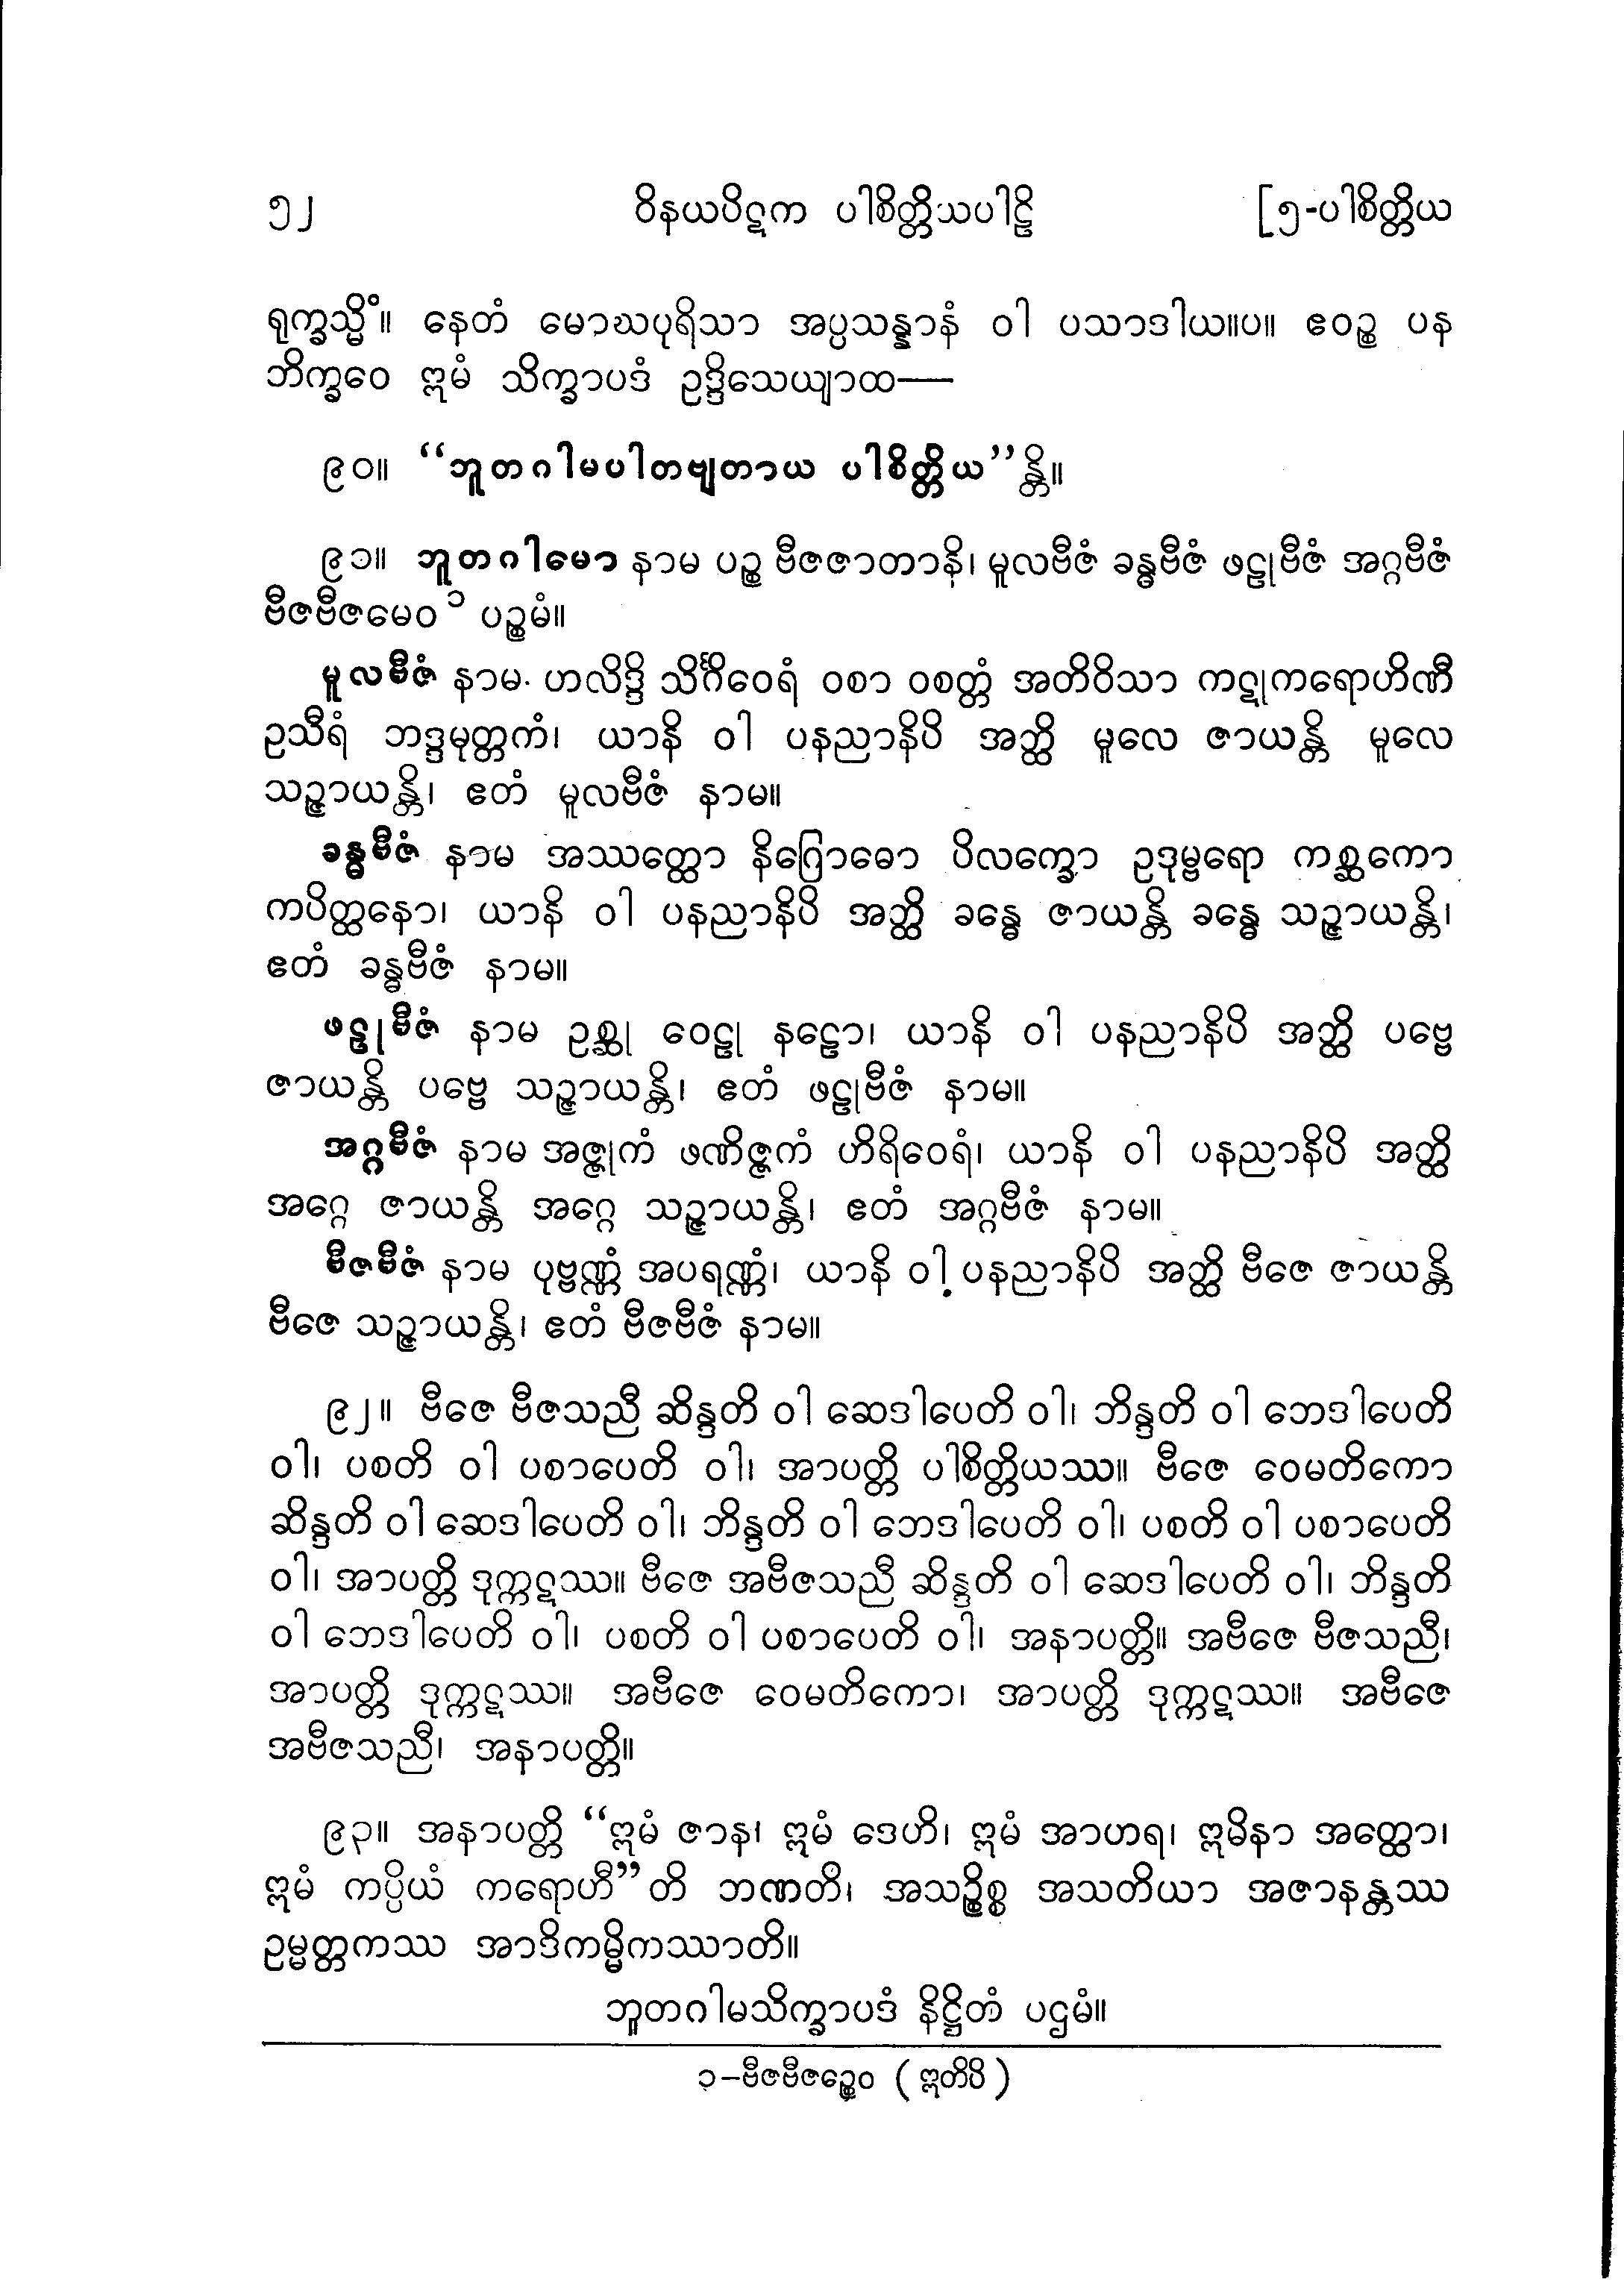 ၅၂ ဝိနယပိဋက ပါစိတ္တိယပါဠိ [၅-ပါစိတ္တိယ
ရုက္ခသ္မိံ။ နေတံ မောဃပုရိသာ အပ္ပသန္နာနံ ဝါ ပသာဒါယ။ပ။ ဧဝဉ္စ ပန
ဘိက္ခဝေ ဣမံ သိက္ခာပဒံ ဥဒ္ဒိသေယျာထ—
၉၀။ “ဘူတဂါမပါတဗျတာယ ပါစိတ္တိယ”န္တိ။
၉၁။ ဘူတဂါမော နာမ ပဉ္စ ဗီဇဇာတာနိ၊ မူလဗီဇံ ခန္ဓဗီဇံ ဖဠုဗီဇံ အဂ္ဂဗီဇံ
ဗီဇဗီဇမေဝ ၁ ပဉ္စမံ။
မူလဗီဇံ နာမ ဟလိဒ္ဒိ သိင်္ဂိဝေရံ ဝစာ ဝစတ္တံ အတိဝိသာ ကဋုကရောဟိဏီ
ဥသီရံ ဘဒ္ဒမုတ္တကံ၊ ယာနိ ဝါ ပနညာနိပိ အတ္ထိ မူလေ ဇာယန္တိ မူလေ
သဉ္ဇာယန္တိ၊ ဧတံ မူလဗီဇံ နာမ။
ခန္ဓဗီဇံ နာမ အဿတ္ထော နိဂြောဓော ပိလက္ခော ဥဒုမ္ဗရော ကစ္ဆကော
ကပိတ္ထနော၊ ယာနိ ဝါ ပနညာနိပိ အတ္ထိ ခန္ဓေ ဇာယန္တိ ခန္ဓေ သဉ္ဇာယန္တိ၊
ဧတံ ခန္ဓဗီဇံ နာမ။
ဖဠုဗီဇံ နာမ ဥစ္ဆု ဝေဠု နဠော၊ ယာနိ ဝါ ပနညာနိပိ အတ္ထိ ပဗ္ဗေ
ဇာယန္တိ ပဗ္ဗေ သဉ္ဇာယန္တိ၊ ဧတံ ဖဠုဗီဇံ နာမ။
အဂ္ဂဗီဇံ နာမ အဇ္ဇုကံ ဖဏိဇ္ဇကံ ဟိရိဝေရံ၊ ယာနိ ဝါ ပနညာနိပိ အတ္ထိ
အဂ္ဂေ ဇာယန္တိ အဂ္ဂေ သဉ္ဇာယန္တိ၊ ဧတံ အဂ္ဂဗီဇံ နာမ။
ဗီဇဗီဇံ နာမ ပုဗ္ဗဏ္ဏံ အပရဏ္ဏံ၊ ယာနိ ဝါ ပနညာနိပိ အတ္ထိ ဗီဇေ ဇာယန္တိ
ဗီဇေ သဉ္ဇာယန္တိ၊ ဧတံ ဗီဇဗီဇံ နာမ။
၉၂။ ဗီဇေ ဗီဇသညီ ဆိန္ဒတိ ဝါ ဆေဒါပေတိ ဝါ၊ ဘိန္ဒတိ ဝါ ဘေဒါပေတိ
ဝါ၊ ပစတိ ဝါ ပစာပေတိ ဝါ၊ အာပတ္တိ ပါစိတ္တိယဿ။ ဗီဇေ ဝေမတိကော
ဆိန္ဒတိ ဝါ ဆေဒါပေတိ ဝါ၊ ဘိန္ဒတိ ဝါ ဘေဒါပေတိ ဝါ၊ ပစတိ ဝါ ပစာပေတိ
ဝါ၊ အာပတ္တိ ဒုက္ကဋဿ။ ဗီဇေ အဗီဇသညီ ဆိန္ဒတိ ဝါ ဆေဒါပေတိ ဝါ၊ ဘိန္ဒတိ
ဝါ ဘေဒါပေတိ ဝါ၊ ပစတိ ဝါ ပစာပေတိ ဝါ၊ အနာပတ္တိ။ အဗီဇေ ဗီဇသညီ၊
အာပတ္တိ ဒုက္ကဋဿ။ အဗီဇေ ဝေမတိကော၊ အာပတ္တိ ဒုက္ကဋဿ။ အဗီဇေ
အဗီဇသညီ၊ အနာပတ္တိ။
၉၃။ အနာပတ္တိ “ဣမံ ဇာန၊ ဣမံ ဒေဟိ၊ ဣမံ အာဟရ၊ ဣမိနာ အတ္ထော၊
ဣမံ ကပ္ပိယံ ကရောဟီ”တိ ဘဏတိ၊ အသဉ္စိစ္စ အသတိယာ အဇာနန္တဿ
ဥမ္မတ္တကဿ အာဒိကမ္မိကဿာတိ။
ဘူတဂါမသိက္ခာပဒံ နိဋ္ဌိတံ ပဌမံ။
၁–ဗီဇဗီဇဉ္စေဝ (ဣတိပိ)